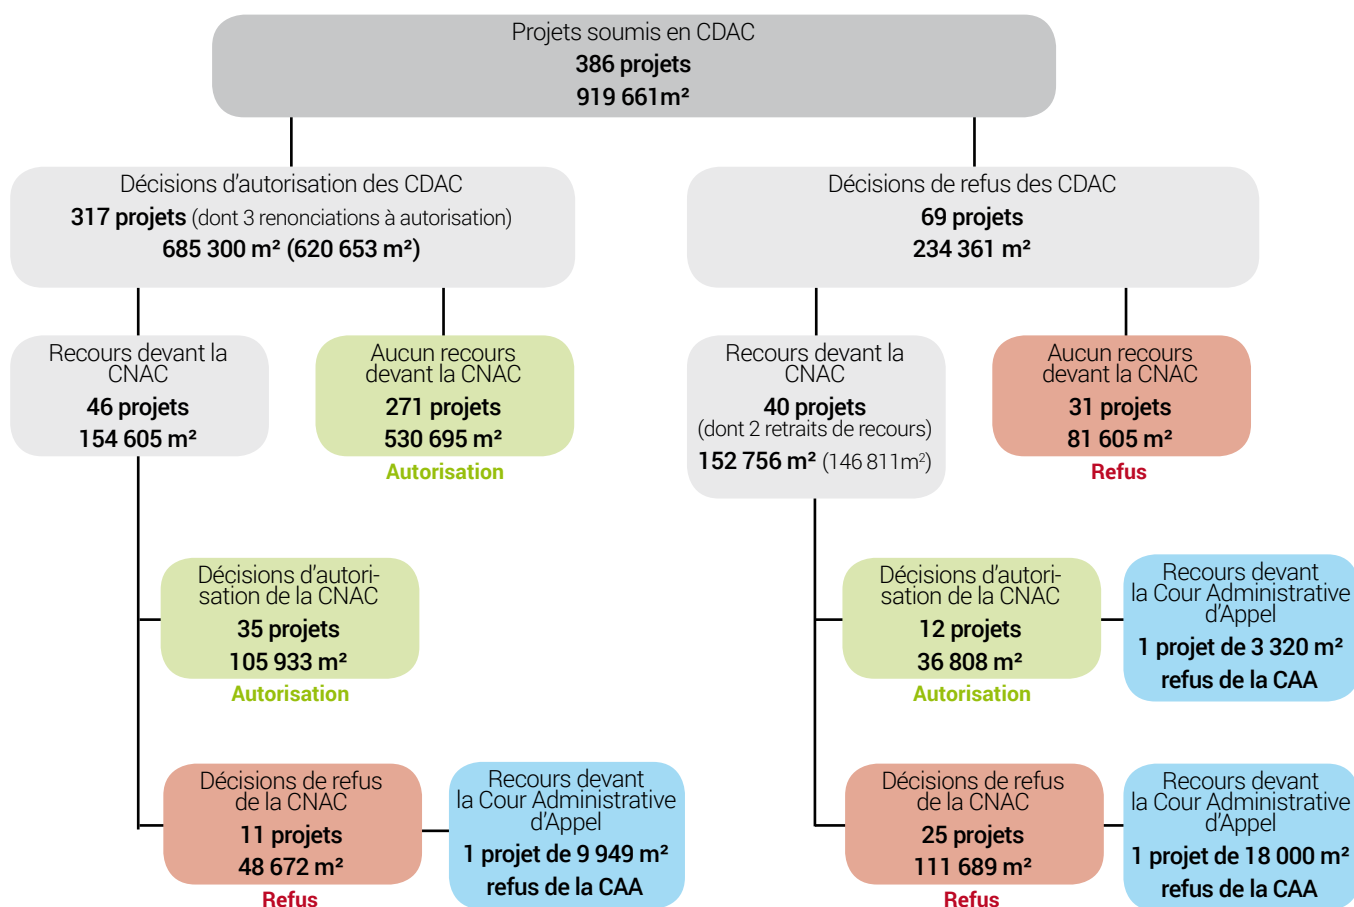 Projets soumis en CDAC
386 projets
919 661m²
Décisions d'autorisation des CDAC
317 projets (dont 3 renonciations à autorisation)
685 300 m² (620 653 m²)
Décisions de refus des CDAC
69 projets
234 361 m²
Recours devant la
CNAC
46 projets
154 605 m²
Aucun recours
devant la CNAC
271 projets
530 695 m²
Autorisation
Recours devant la
CNAC
40 projets
(dont 2 retraits de recours)
152 756 m² (146 811m²)
Aucun recours
devant la CNAC
31 projets
81 605 m²
Refus
Décisions d'autori-
sation de la CNAC
35 projets
105 933 m²
Autorisation
Décisions d'autori-
sation de la CNAC
12 projets
36 808 m²
Autorisation
Recours devant
la Cour Administrative
d'Appel
1 projet de 3 320 m²
refus de la CAA
Décisions de refus
de la CNAC
11 projets
48 672 m²
Refus
Recours devant
la Cour Administrative
d'Appel
1 projet de 9 949 m²
refus de la CAA
Décisions de refus
de la CNAC
25 projets
111 689 m²
Refus
Recours devant
la Cour Administrative
d'Appel
1 projet de 18 000 m²
refus de la CAA